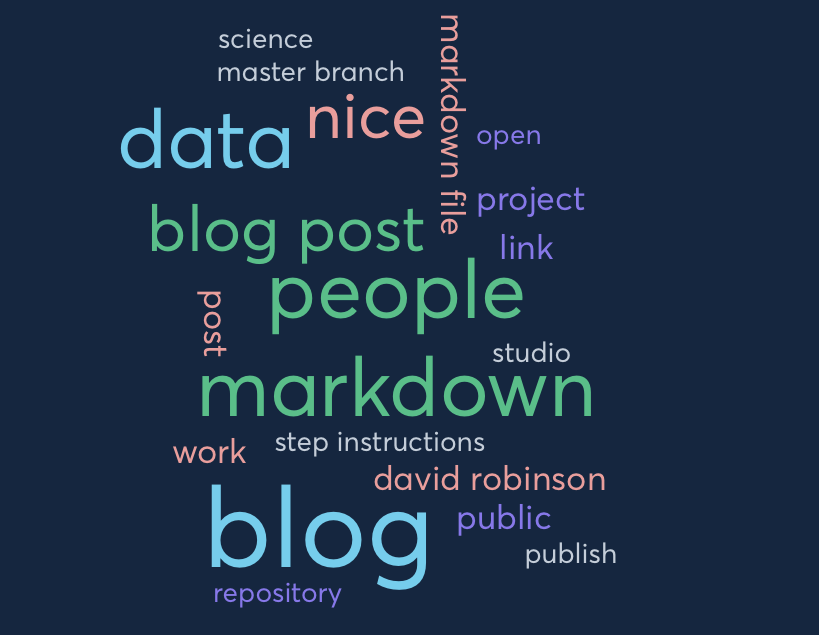 science
master branch
markdown file
nice
data
open
project
blog post
link
people
post
studio
markdown
step instructions
work
david robinson
blog
public
publish
repository